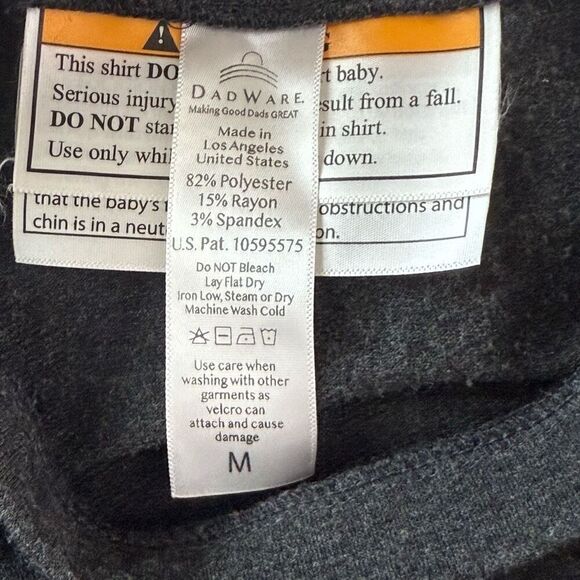 This shirt DO
rt baby.
Serious injury
sult from a fall.
DO NOT star
in shirt.
Use only whil
down.
that the baby's
obstructions and
chin is in a neut
on.
DADWARE
Making Good Dads GREAT
Made in
Los Angeles
United States
82% Polyester
15% Rayon
3% Spandex
U.S. Pat. 10595575
Do NOT Bleach
Lay Flat Dry
Iron Low, Steam or Dry
Machine Wash Cold
Use care when
washing with other
garments as
velcro can
attach and cause
damage
M